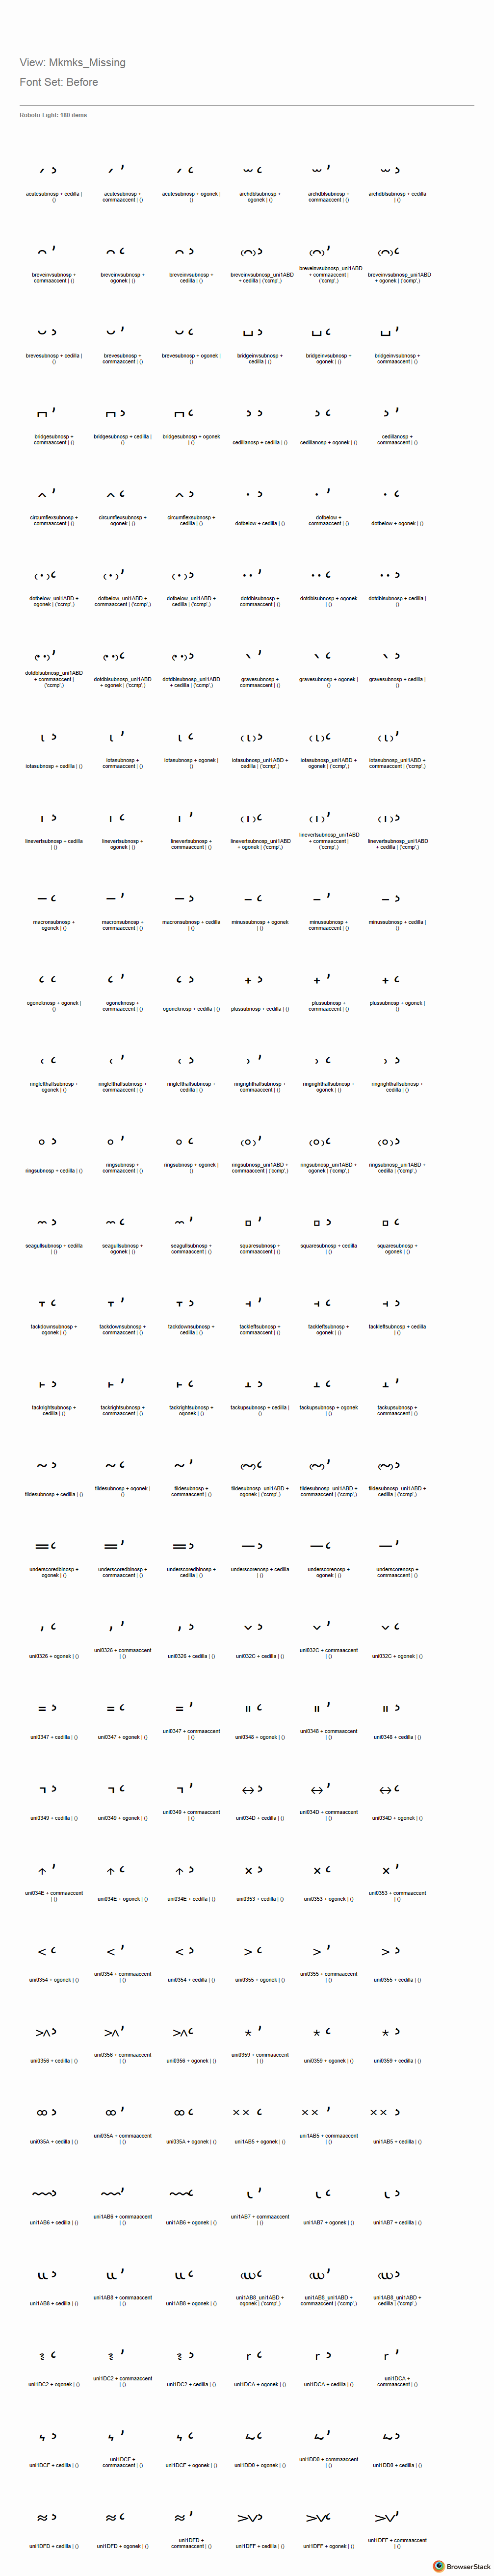 View: Mkmks_Missing
Font Set: Before
Roboto-Light: 180 items
acutesubnosp + cedilla |
()
acutesubnosp +
commaaccent | ()
acutesubnosp + ogonek |
()
archdblsubnosp +
ogonek | ()
archdblsubnosp +
commaaccent | ()
archdblsubnosp + cedilla
| ()
breveinvsubnosp +
commaaccent | ()
breveinvsubnosp +
ogonek | ()
breveinvsubnosp +
cedilla | ()
breveinvsubnosp_uni1ABD
+ cedilla | ('ccmp',)
breveinvsubnosp_uni1ABD
+ commaaccent |
('ccmp',)
breveinvsubnosp_uni1ABD
+ ogonek | ('ccmp',)
brevesubnosp + cedilla |
()
brevesubnosp +
commaaccent | ()
brevesubnosp + ogonek |
()
bridgeinvsubnosp +
cedilla | ()
bridgeinvsubnosp +
ogonek | ()
bridgeinvsubnosp +
commaaccent | ()
bridgesubnosp +
commaaccent | ()
bridgesubnosp + cedilla |
()
bridgesubnosp + ogonek
| ()
cedillanosp + cedilla | ()
cedillanosp + ogonek | ()
cedillanosp +
commaaccent | ()
circumflexsubnosp +
commaaccent | ()
circumflexsubnosp +
ogonek | ()
circumflexsubnosp +
cedilla | ()
dotbelow + cedilla | ()
dotbelow +
commaaccent | ()
dotbelow + ogonek | ()
dotbelow_uni1ABD +
ogonek | ('ccmp',)
dotbelow_uni1ABD +
commaaccent | ('ccmp',)
dotbelow_uni1ABD +
cedilla | ('ccmp',)
dotdblsubnosp +
commaaccent | ()
dotdblsubnosp + ogonek
| ()
dotdblsubnosp + cedilla |
()
dotdblsubnosp_uni1ABD
+ commaaccent |
('ccmp',)
dotdblsubnosp_uni1ABD
+ ogonek | ('ccmp',)
dotdblsubnosp_uni1ABD
+ cedilla | ('ccmp',)
gravesubnosp +
commaaccent | ()
gravesubnosp + ogonek |
()
gravesubnosp + cedilla |
()
iotasubnosp + cedilla | ()
iotasubnosp +
commaaccent | ()
iotasubnosp + ogonek |
()
iotasubnosp_uni1ABD +
cedilla | ('ccmp',)
iotasubnosp_uni1ABD +
ogonek | ('ccmp',)
iotasubnosp_uni1ABD +
commaaccent | ('ccmp',)
linevertsubnosp + cedilla
| ()
linevertsubnosp +
ogonek | ()
linevertsubnosp +
commaaccent | ()
linevertsubnosp_uni1ABD
+ ogonek | ('ccmp',)
linevertsubnosp_uni1ABD
+ commaaccent |
('ccmp',)
linevertsubnosp_uni1ABD
+ cedilla | ('ccmp',)
macronsubnosp +
ogonek | ()
macronsubnosp +
commaaccent | ()
macronsubnosp + cedilla
| ()
minussubnosp + ogonek
| ()
minussubnosp +
commaaccent | ()
minussubnosp + cedilla |
()
ogoneknosp + ogonek |
()
ogoneknosp +
commaaccent | ()
ogoneknosp + cedilla | ()
plussubnosp + cedilla | ()
plussubnosp +
commaaccent | ()
plussubnosp + ogonek |
()
ringlefthalfsubnosp +
ogonek | ()
ringlefthalfsubnosp +
commaaccent | ()
ringlefthalfsubnosp +
cedilla | ()
ringrighthalfsubnosp +
commaaccent | ()
ringrighthalfsubnosp +
ogonek | ()
ringrighthalfsubnosp +
cedilla | ()
ringsubnosp + cedilla | ()
ringsubnosp +
commaaccent | ()
ringsubnosp + ogonek |
()
ringsubnosp_uni1ABD +
commaaccent | ('ccmp',)
ringsubnosp_uni1ABD +
ogonek | ('ccmp',)
ringsubnosp_uni1ABD +
cedilla | ('ccmp',)
seagullsubnosp + cedilla
| ()
seagullsubnosp +
ogonek | ()
seagullsubnosp +
commaaccent | ()
squaresubnosp +
commaaccent | ()
squaresubnosp + cedilla
| ()
squaresubnosp +
ogonek | ()
tackdownsubnosp +
ogonek | ()
tackdownsubnosp +
commaaccent | ()
tackdownsubnosp +
cedilla | ()
tackleftsubnosp +
commaaccent | ()
tackleftsubnosp +
ogonek | ()
tackleftsubnosp + cedilla
| ()
tackrightsubnosp +
cedilla | ()
tackrightsubnosp +
commaaccent | ()
tackrightsubnosp +
ogonek | ()
tackupsubnosp + cedilla |
()
tackupsubnosp + ogonek
| ()
tackupsubnosp +
commaaccent | ()
tildesubnosp + cedilla | ()
tildesubnosp + ogonek |
()
tildesubnosp +
commaaccent | ()
tildesubnosp_uni1ABD +
ogonek | ('ccmp',)
tildesubnosp_uni1ABD +
commaaccent | ('ccmp',)
tildesubnosp_uni1ABD +
cedilla | ('ccmp',)
underscoredblnosp +
ogonek | ()
underscoredblnosp +
commaaccent | ()
underscoredblnosp +
cedilla | ()
underscorenosp + cedilla
| ()
underscorenosp +
ogonek | ()
underscorenosp +
commaaccent | ()
uni0326 + ogonek | ()
uni0326 + commaaccent
| ()
uni0326 + cedilla | ()
uni032C + cedilla | ()
uni032C + commaaccent
| ()
uni032C + ogonek | ()
uni0347 + cedilla | ()
uni0347 + ogonek | ()
uni0347 + commaaccent
| ()
uni0348 + ogonek | ()
uni0348 + commaaccent
| ()
uni0348 + cedilla | ()
uni0349 + cedilla | ()
uni0349 + ogonek | ()
uni0349 + commaaccent
| ()
uni034D + cedilla | ()
uni034D + commaaccent
| ()
uni034D + ogonek | ()
uni034E + commaaccent
| ()
uni034E + ogonek | ()
uni034E + cedilla | ()
uni0353 + cedilla | ()
uni0353 + ogonek | ()
uni0353 + commaaccent
| ()
uni0354 + ogonek | ()
uni0354 + commaaccent
| ()
uni0354 + cedilla | ()
uni0355 + ogonek | ()
uni0355 + commaaccent
| ()
uni0355 + cedilla | ()
uni0356 + cedilla | ()
uni0356 + commaaccent
| ()
uni0356 + ogonek | ()
uni0359 + commaaccent
| ()
uni0359 + ogonek | ()
uni0359 + cedilla | ()
uni035A + cedilla | ()
uni035A + commaaccent
| ()
uni035A + ogonek | ()
uni1AB5 + ogonek | ()
uni1AB5 + commaaccent
| ()
uni1AB5 + cedilla | ()
uni1AB6 + cedilla | ()
uni1AB6 + commaaccent
| ()
uni1AB6 + ogonek | ()
uni1AB7 + commaaccent
| ()
uni1AB7 + ogonek | ()
uni1AB7 + cedilla | ()
uni1AB8 + cedilla | ()
uni1AB8 + commaaccent
| ()
uni1AB8 + ogonek | ()
uni1AB8_uni1ABD +
ogonek | ('ccmp',)
uni1AB8_uni1ABD +
commaaccent | ('ccmp',)
uni1AB8_uni1ABD +
cedilla | ('ccmp',)
uni1DC2 + ogonek | ()
uni1DC2 + commaaccent
| ()
uni1DC2 + cedilla | ()
uni1DCA + ogonek | ()
uni1DCA + cedilla | ()
uni1DCA +
commaaccent | ()
uni1DCF + cedilla | ()
uni1DCF +
commaaccent | ()
uni1DCF + ogonek | ()
uni1DD0 + ogonek | ()
uni1DD0 + commaaccent
| ()
uni1DD0 + cedilla | ()
uni1DFD + cedilla | ()
uni1DFD + ogonek | ()
uni1DFD +
commaaccent | ()
uni1DFF + cedilla | ()
uni1DFF + ogonek | ()
uni1DFF + commaaccent
| ()
BrowserStack